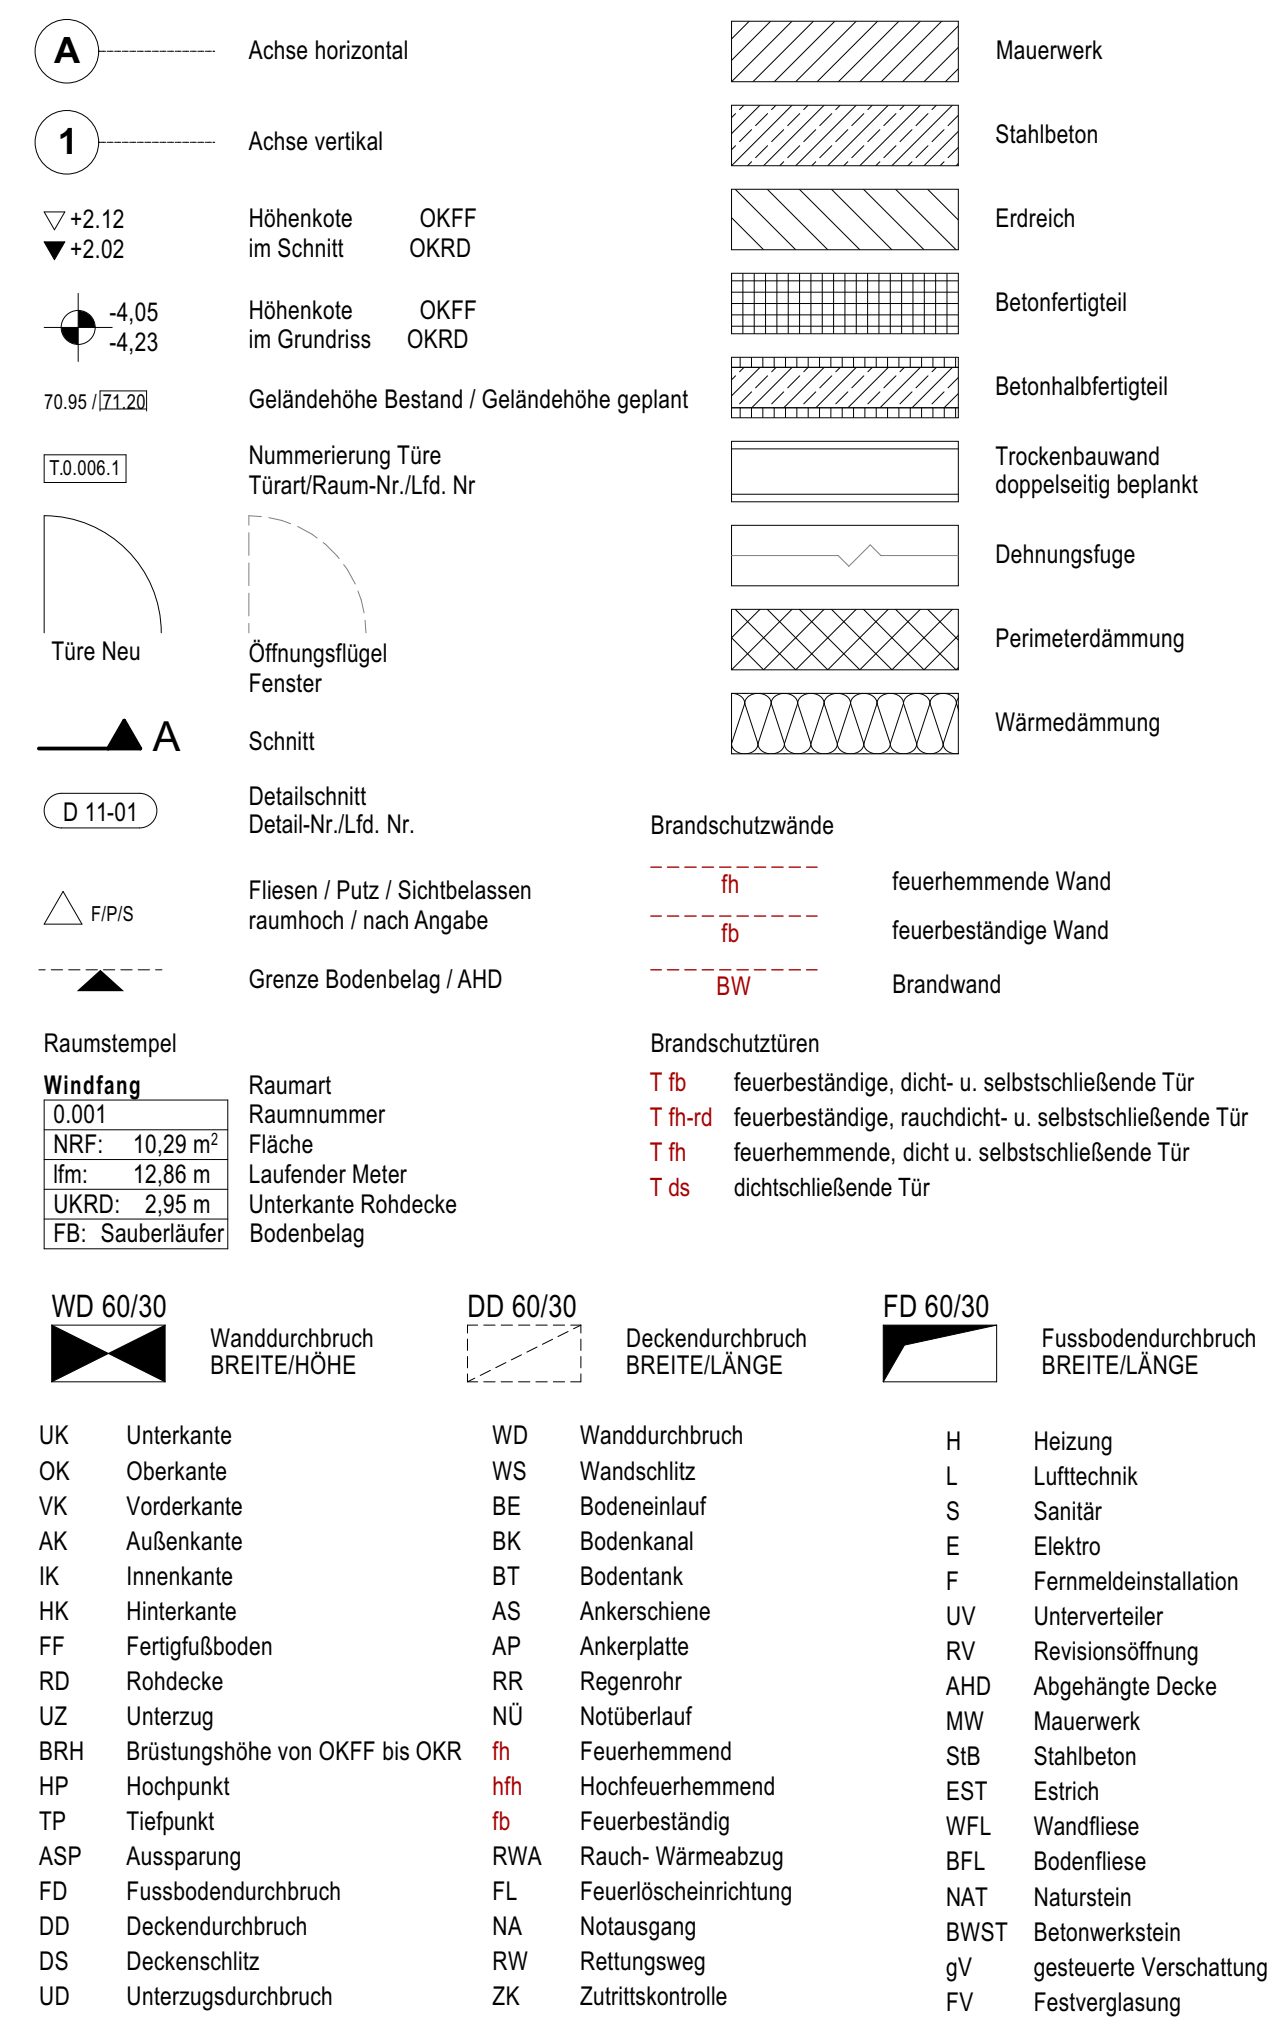 A Achse horizontal
1 Achse vertikal
+2.12 Höhenkote OKFF
+2.02 im Schnitt OKRD
-4,05 Höhenkote OKFF
-4,23 im Grundriss OKRD
70.95 / 71.20 Geländehöhe Bestand / Geländehöhe geplant
T.0.006.1 Nummerierung Türe
Türart/Raum-Nr./Lfd. Nr
Türe Neu Öffnungsflügel
Fenster
A Schnitt
D 11-01 Detailschnitt
Detail-Nr./Lfd. Nr.
F/P/S Fliesen / Putz / Sichtbelassen
raumhoch / nach Angabe
Grenze Bodenbelag / AHD
Mauerwerk
Stahlbeton
Erdreich
Betonfertigteil
Betonhalbfertigteil
Trockenbauwand
doppelseitig beplankt
Dehnungsfuge
Perimeterdämmung
Wärmedämmung
Brandschutzwände
fh feuerhemmende Wand
fb feuerbeständige Wand
BW Brandwand
Raumstempel
Windfang Raumart
0.001 Raumnummer
NRF: 10,29 m² Fläche
lfm: 12,86 m Laufender Meter
UKRD: 2,95 m Unterkante Rohdecke
FB: Sauberläufer Bodenbelag
Brandschutztüren
T fb feuerbeständige, dicht- u. selbstschließende Tür
T fh-rd feuerbeständige, rauchdicht- u. selbstschließende Tür
T fh feuerhemmende, dicht u. selbstschließende Tür
T ds dichtschließende Tür
WD 60/30
Wanddurchbruch
BREITE/HÖHE
DD 60/30
Deckendurchbruch
BREITE/LÄNGE
FD 60/30
Fussbodendurchbruch
BREITE/LÄNGE
UK Unterkante
OK Oberkante
VK Vorderkante
AK Außenkante
IK Innenkante
HK Hinterkante
FF Fertigfußboden
RD Rohdecke
UZ Unterzug
BRH Brüstungshöhe von OKFF bis OKR
HP Hochpunkt
TP Tiefpunkt
ASP Aussparung
FD Fussbodendurchbruch
DD Deckendurchbruch
DS Deckenschlitz
UD Unterzugsdurchbruch
WD Wanddurchbruch
WS Wandschlitz
BE Bodeneinlauf
BK Bodenkanal
BT Bodentank
AS Ankerschiene
AP Ankerplatte
RR Regenrohr
NÜ Notüberlauf
fh Feuerhemmend
hfh Hochfeuerhemmend
fb Feuerbeständig
RWA Rauch- Wärmeabzug
FL Feuerlöscheinrichtung
NA Notausgang
RW Rettungsweg
ZK Zutrittskontrolle
H Heizung
L Lufttechnik
S Sanitär
E Elektro
F Fernmeldeinstallation
UV Unterverteiler
RV Revisionsöffnung
AHD Abgehängte Decke
MW Mauerwerk
StB Stahlbeton
EST Estrich
WFL Wandfliese
BFL Bodenfliese
NAT Naturstein
BWST Betonwerkstein
gV gesteuerte Verschattung
FV Festverglasung